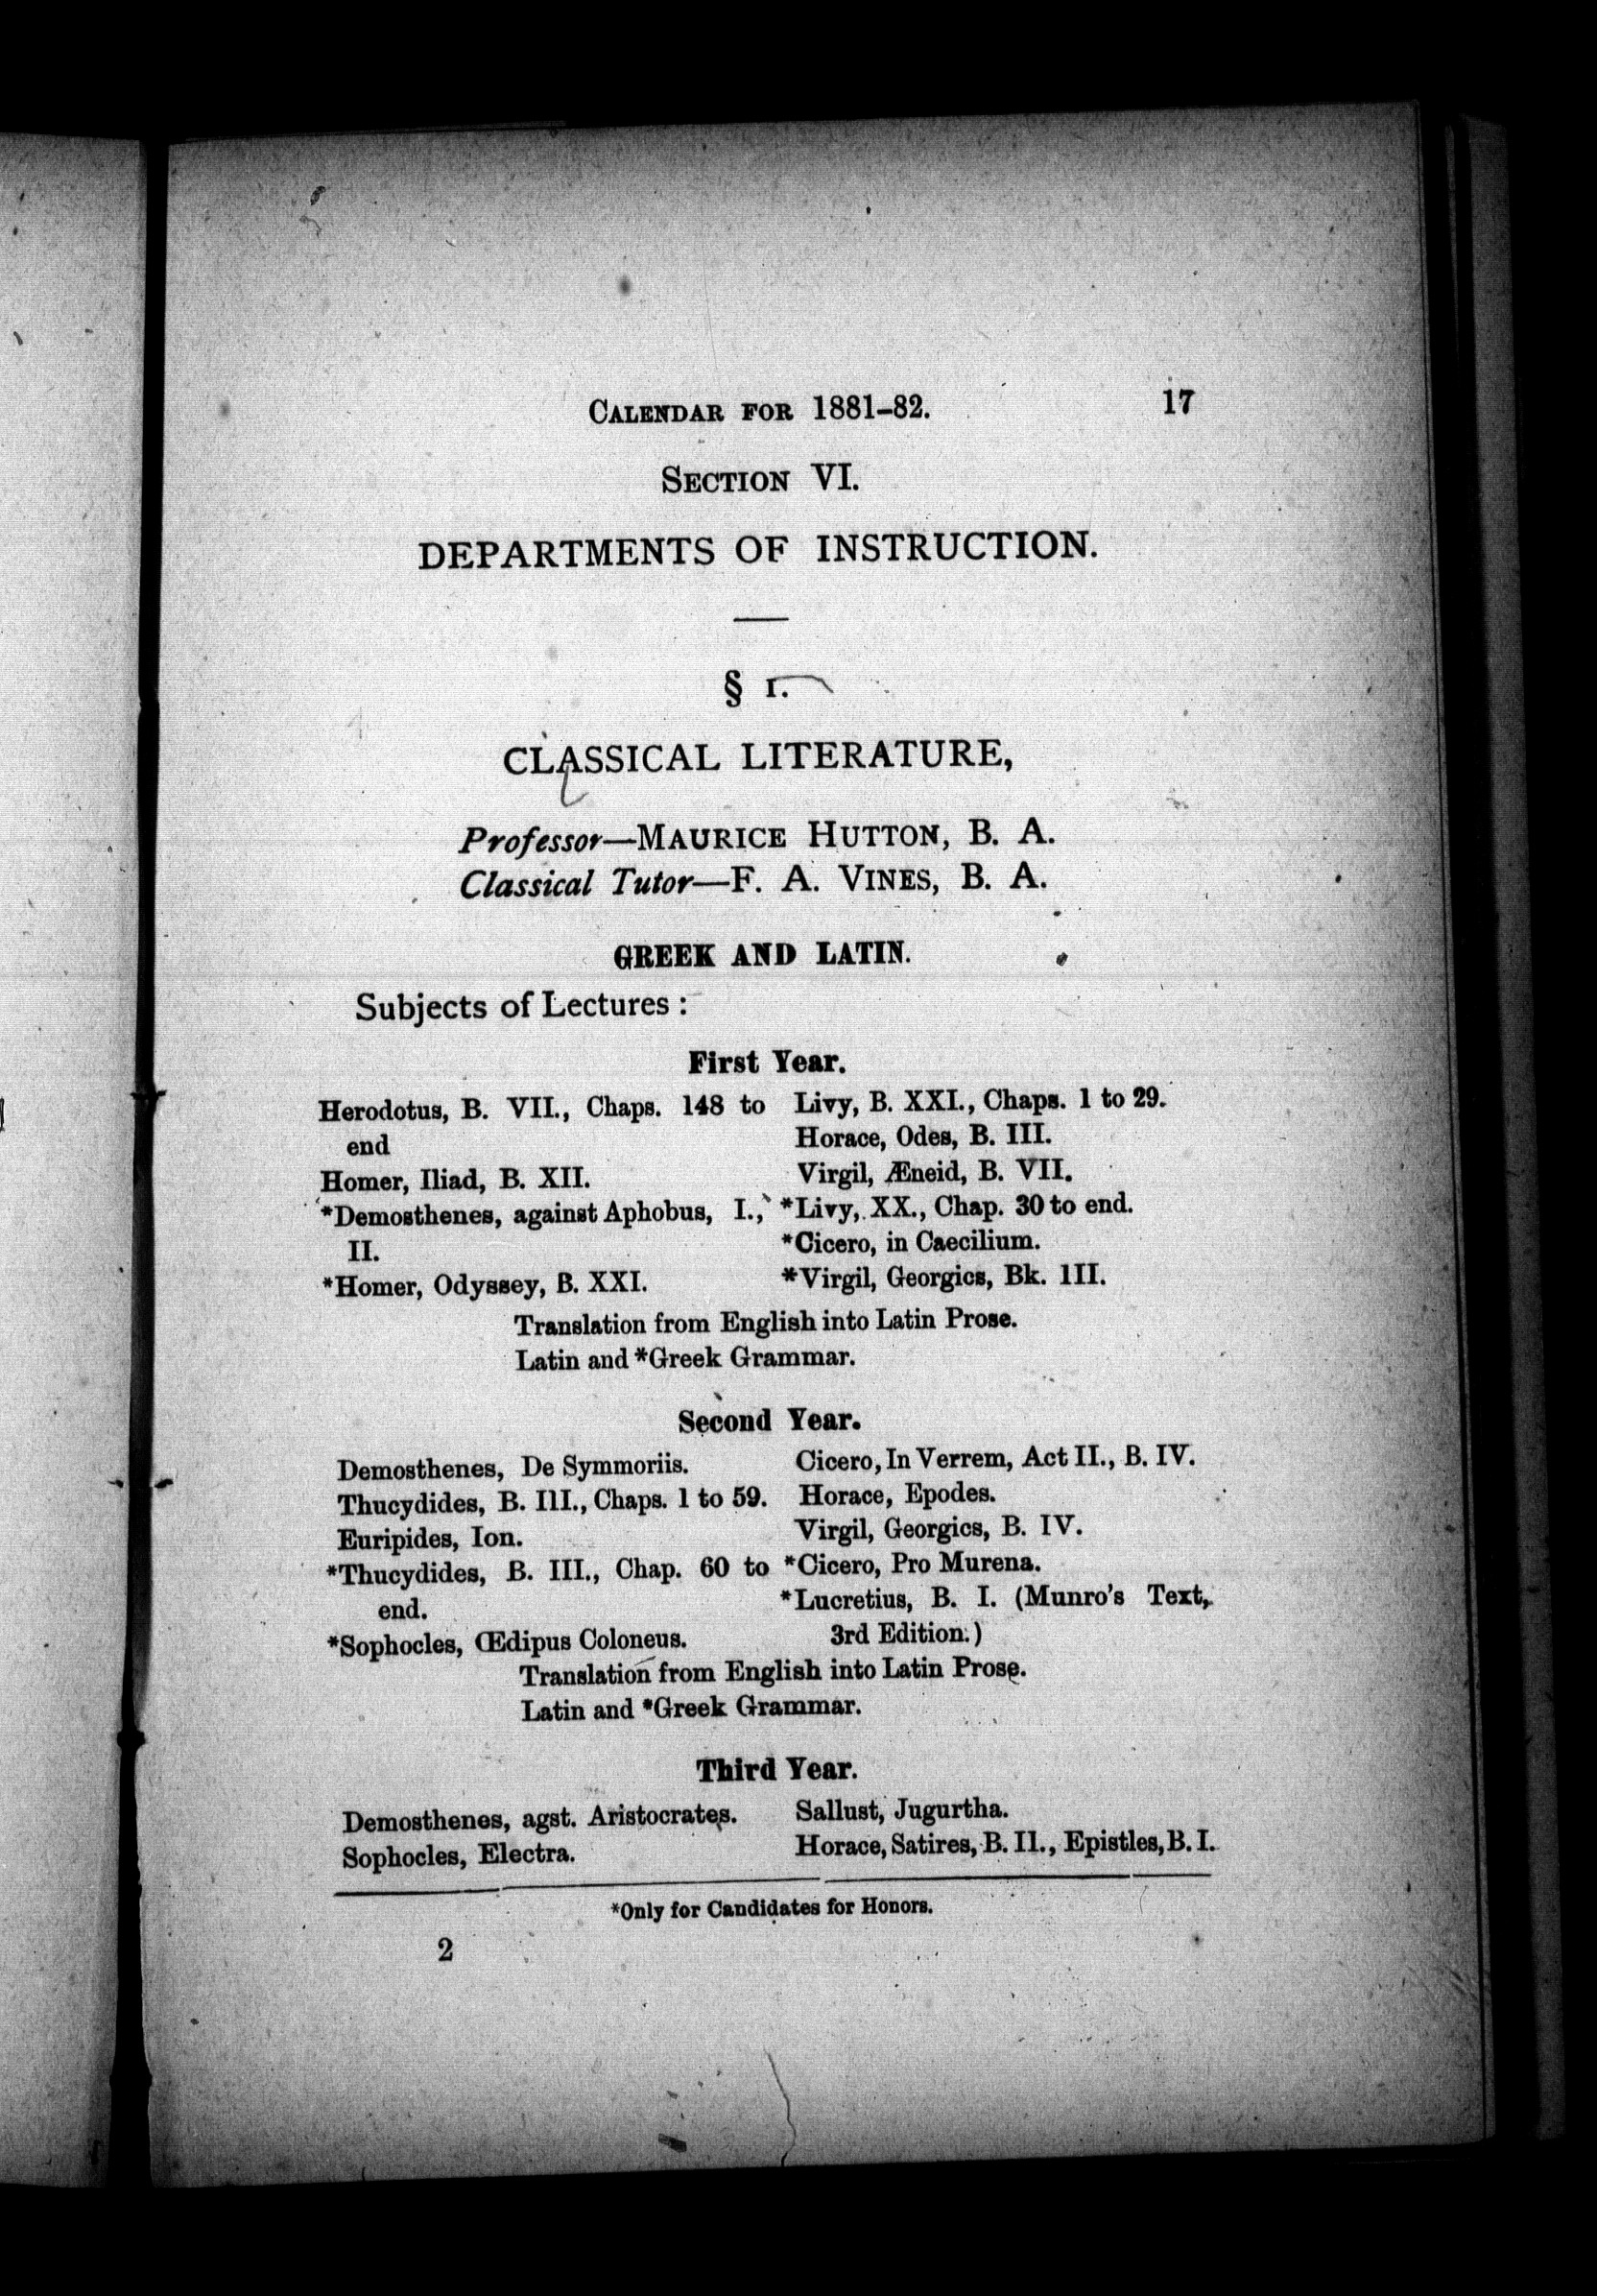 CALENDAR FOR 1881-82. 17
SECTION VI.
DEPARTMENTS OF INSTRUCTION.
§ I.
CLASSICAL LITERATURE,
Professor—MAURICE HUTTON, B. A.
Classical Tutor—F. A. VINES, B. A.
GREEK AND LATIN.
Subjects of Lectures :
First Year.
Herodotus, B. VII., Chaps. 148 to
end
Homer, Iliad, B. XII.
*Demosthenes, against Aphobus, I.,
II.
*Homer, Odyssey, B. XXI.
Livy, B. XXI., Chaps. 1 to 29.
Horace, Odes, B. III.
Virgil, Æneid, B. VII.
*Livy, XX., Chap. 30 to end.
*Cicero, in Caecilium.
*Virgil, Georgics, Bk. III.
Translation from English into Latin Prose.
Latin and *Greek Grammar.
Second Year.
Demosthenes, De Symmoriis.
Thucydides, B. III., Chaps. 1 to 59.
Euripides, Ion.
*Thucydides, B. III., Chap. 60 to
end.
*Sophocles, Œdipus Coloneus.
Cicero, In Verrem, Act II., B. IV.
Horace, Epodes.
Virgil, Georgics, B. IV.
*Cicero, Pro Murena.
*Lucretius, B. I. (Munro's Text,
3rd Edition.)
Translation from English into Latin Prose.
Latin and *Greek Grammar.
Third Year.
Demosthenes, agst. Aristocrates.
Sophocles, Electra.
Sallust, Jugurtha.
Horace, Satires, B. II., Epistles, B. I.
*Only for Candidates for Honors.
2